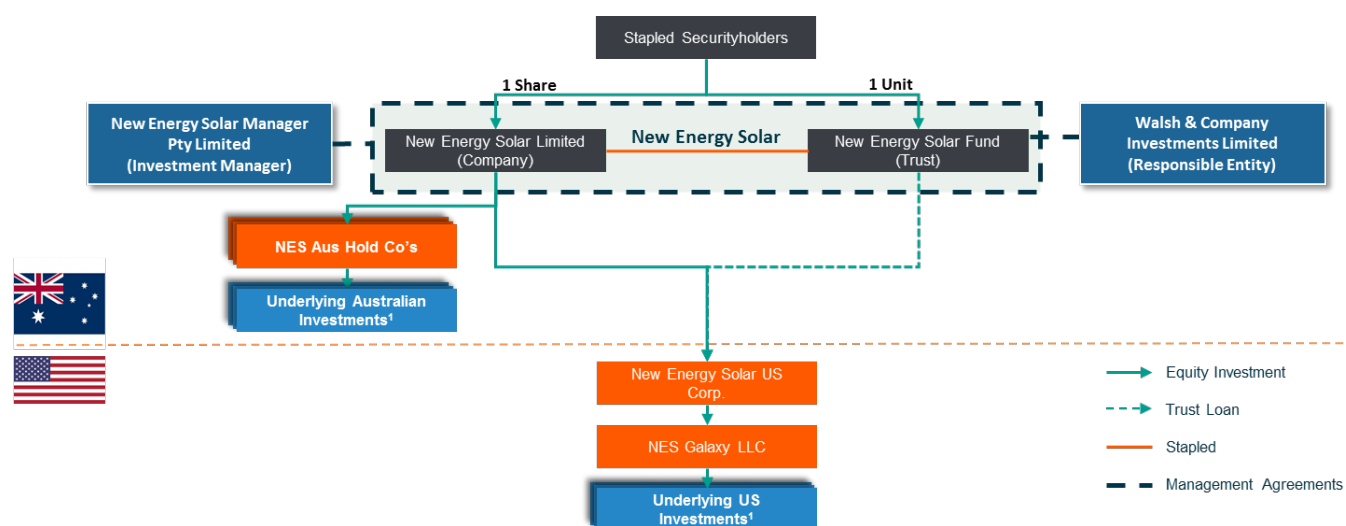 Stapled Securityholders
1 Share
1 Unit
New Energy Solar Manager
Pty Limited
(Investment Manager)
New Energy Solar Limited
(Company)
New Energy Solar
New Energy Solar Fund
(Trust)
Walsh & Company
Investments Limited
(Responsible Entity)
NES Aus Hold Co's
Underlying Australian
Investments¹
New Energy Solar US
Corp.
NES Galaxy LLC
Underlying US
Investments¹
Equity Investment
Trust Loan
Stapled
Management Agreements